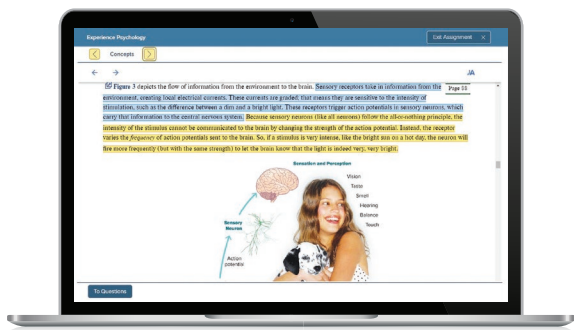 Experience Psychology
Exit Assignment X
Concepts
JA
Figure 3 depicts the flow of information from the environment to the brain. Sensory receptors take in information from the
Page 88
environment, creating local electrical currents. These currents are graded; that means they are sensitive to the intensity of
stimulation, such as the difference between a dim and a bright light. These receptors trigger action potentials in sensory neurons, which
carry that information to the central nervous system. Because sensory neurons (like all neurons) follow the all-or-nothing principle, the
intensity of the stimulus cannot be communicated to the brain by changing the strength of the action potential. Instead, the receptor
varies the frequency of action potentials sent to the brain. So, if a stimulus is very intense, like the bright sun on a hot day, the neuron will
fire more frequently (but with the same strength) to let the brain know that the light is indeed very, very bright.
Sensation and Perception
Vision
Taste
Smell
Hearing
Balance
Touch
Sensory
Neuron
Action
potential
To Questions